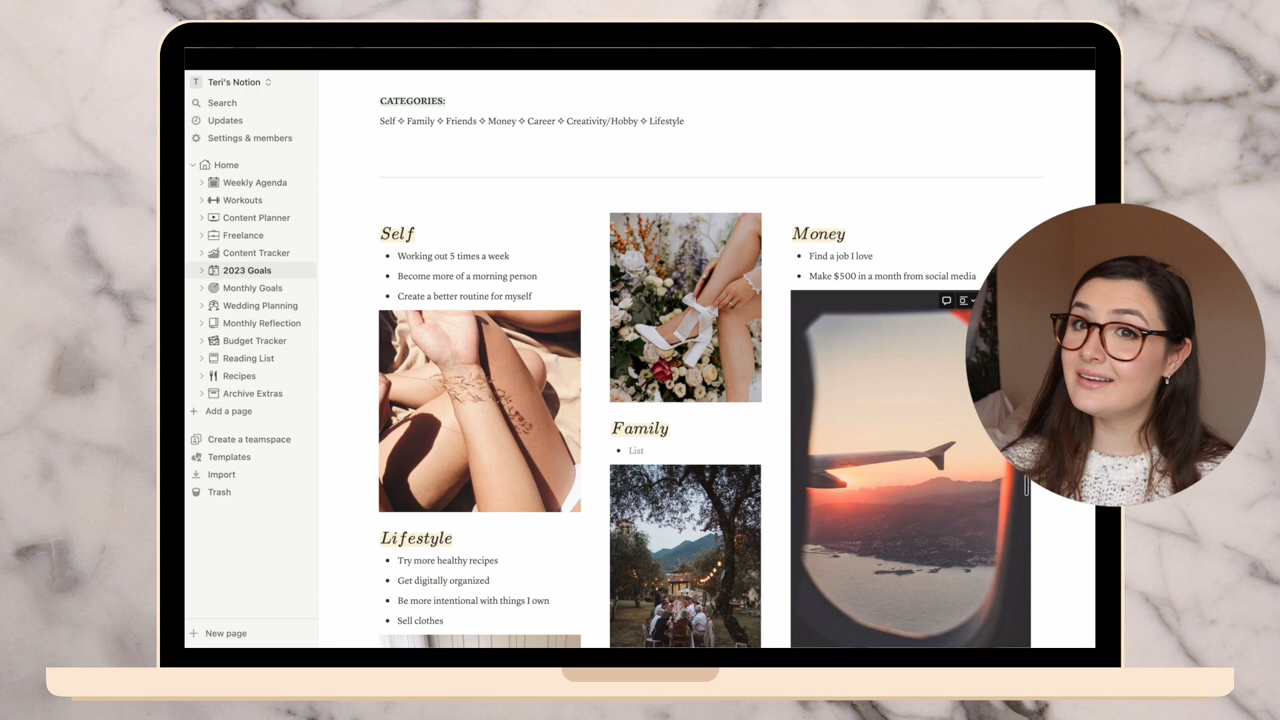 T Teri's Notion
Search
Updates
Settings & members
Home
Weekly Agenda
Workouts
Content Planner
Freelance
Content Tracker
2023 Goals
Monthly Goals
Wedding Planning
Monthly Reflection
Budget Tracker
Reading List
Recipes
Archive Extras
Add a page
Create a teamspace
Templates
Import
Trash
New page
CATEGORIES:
Self ✧ Family ✧ Friends ✧ Money ✧ Career ✧ Creativity/Hobby ✧ Lifestyle
Self
• Working out 5 times a week
• Become more of a morning person
• Create a better routine for myself
Lifestyle
• Try more healthy recipes
• Get digitally organized
• Be more intentional with things I own
• Sell clothes
Family
• List
Money
• Find a job I love
• Make $500 in a month from social media